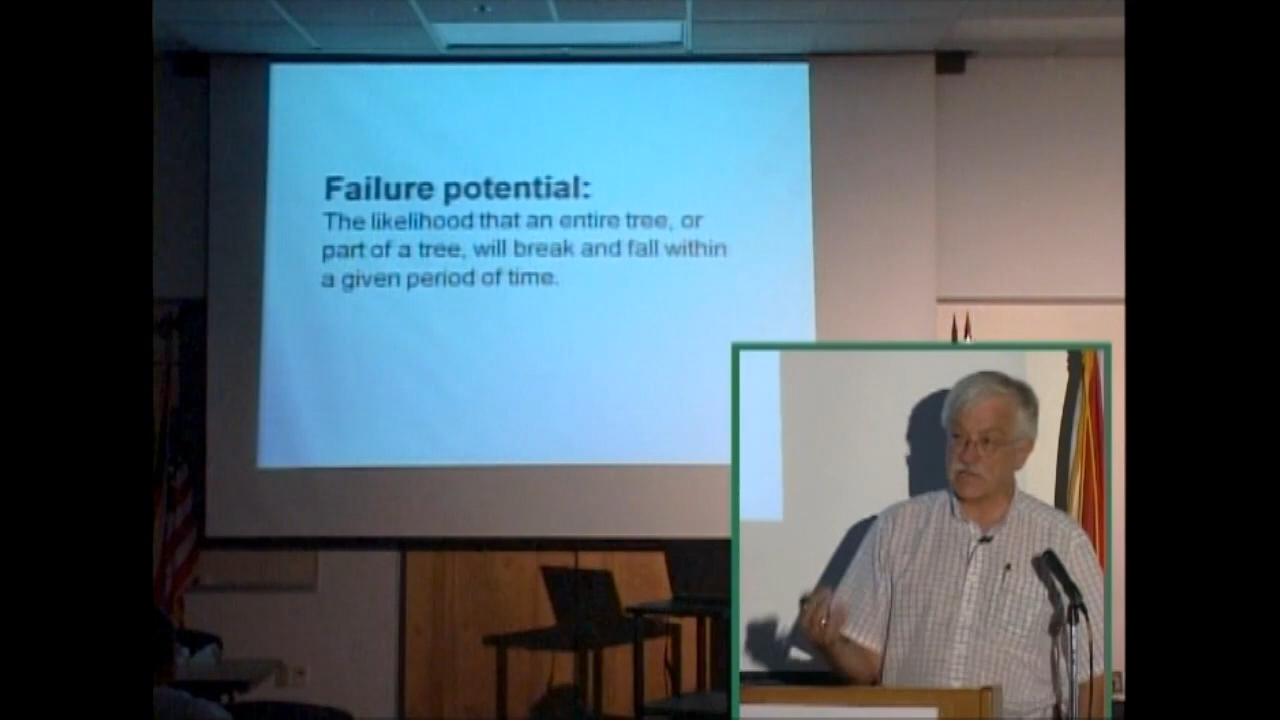 Failure potential:
The likelihood that an entire tree, or
part of a tree, will break and fall within
a given period of time.